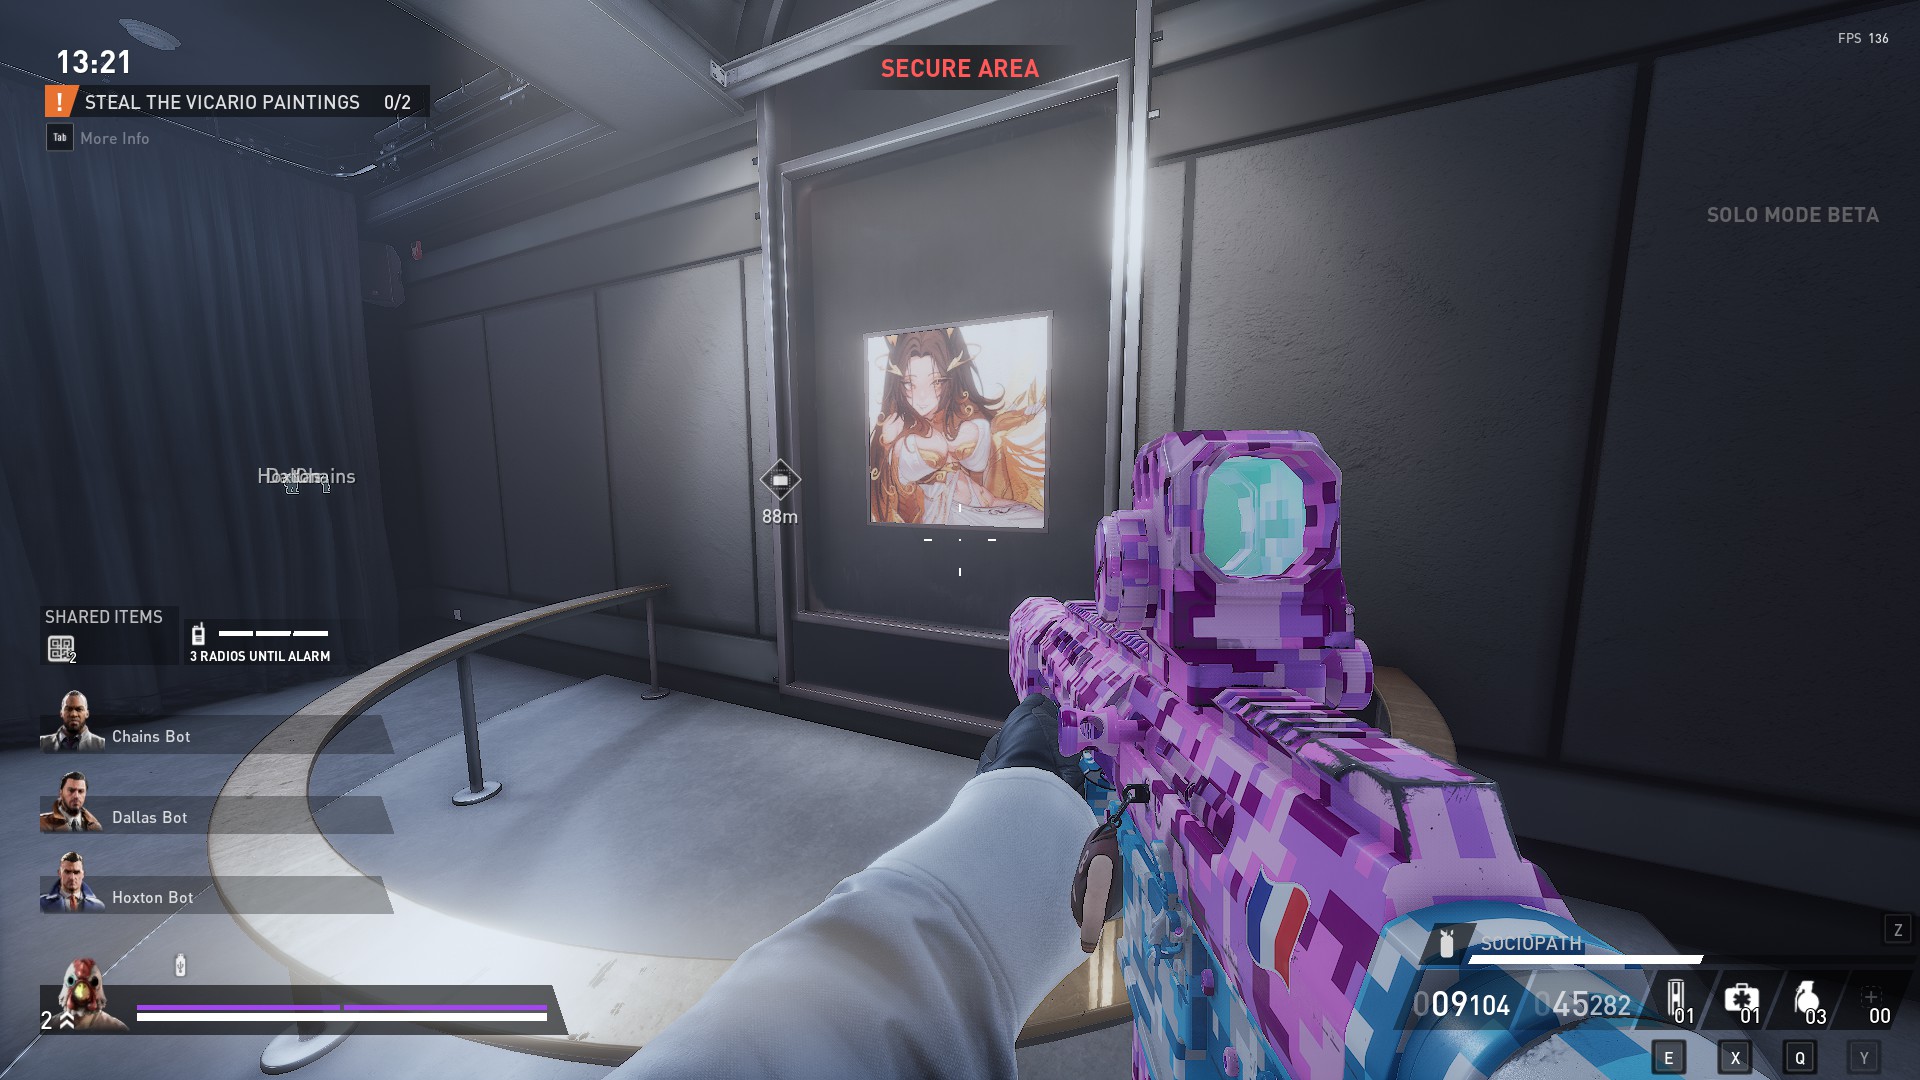 13:21
SECURE AREA
FPS 136
! STEAL THE VICARIO PAINTINGS 0/2
Tab More Info
SOLO MODE BETA
88m
SHARED ITEMS
2
3 RADIOS UNTIL ALARM
Chains Bot
Dallas Bot
Hoxton Bot
Z
SOCIOPATH
2
009104 045282 01 01 03 00
E X Q Y